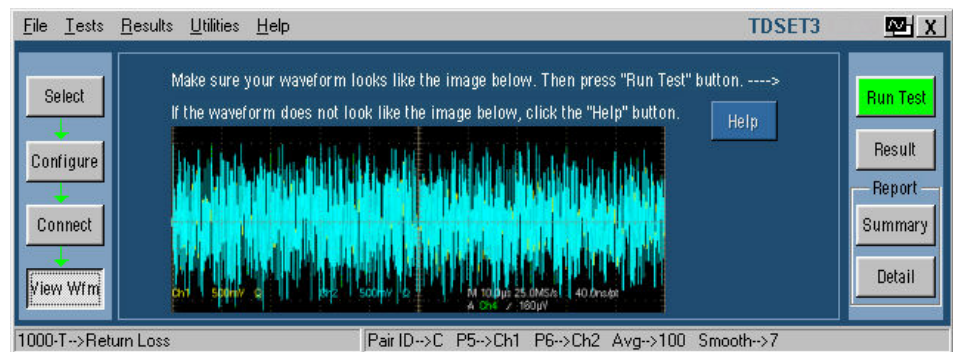 File Tests Results Utilities Help TDSET3 X
Make sure your waveform looks like the image below. Then press "Run Test" button. ---->
If the waveform does not look like the image below, click the "Help" button.
Help
Select
Configure
Connect
View Wfm
Ch1 500mV Ω Ch2 500mV Ω M 10.0µs 25.0MS/s 40.0ns/pt
A Ch4 / 160µV
Run Test
Result
Report
Summary
Detail
1000-T-->Return Loss Pair ID-->C P5-->Ch1 P6-->Ch2 Avg-->100 Smooth-->7